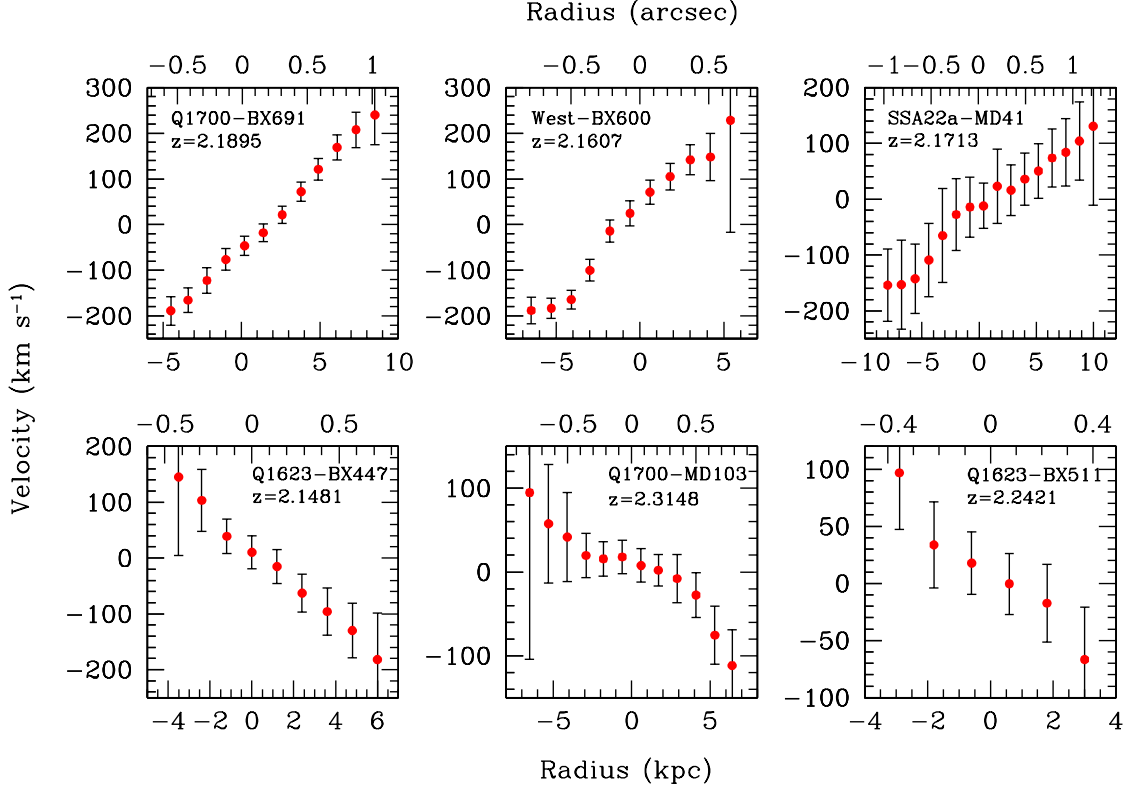 Radius (arcsec)
−0.5 0 0.5 1
−0.5 0 0.5
−1 −0.5 0 0.5 1
300
200
100
0
−100
−200
Q1700−BX691
z=2.1895
−5 0 5 10
300
200
100
0
−100
−200
West−BX600
z=2.1607
−5 0 5
200
100
0
−100
−200
SSA22a−MD41
z=2.1713
−10 −5 0 5 10
Velocity (km s⁻¹)
−0.5 0 0.5
−0.5 0 0.5
−0.4 0 0.4
200
100
0
−100
−200
Q1623−BX447
z=2.1481
−4 −2 0 2 4 6
100
0
−100
Q1700−MD103
z=2.3148
−5 0 5
100
50
0
−50
−100
Q1623−BX511
z=2.2421
−4 −2 0 2 4
Radius (kpc)